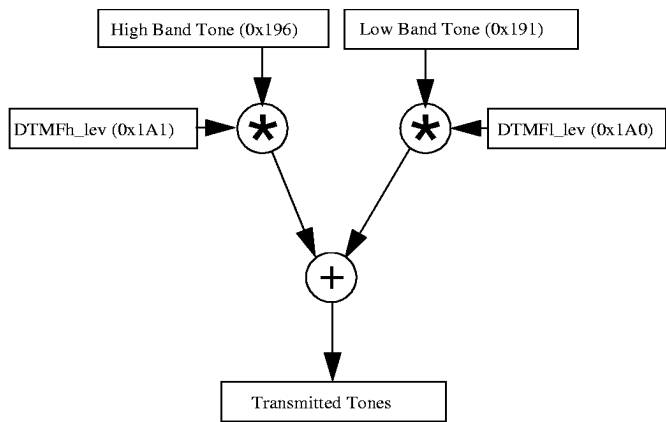 High Band Tone (0x196)
Low Band Tone (0x191)
DTMFh_lev (0x1A1)
*
*
DTMFl_lev (0x1A0)
+
Transmitted Tones